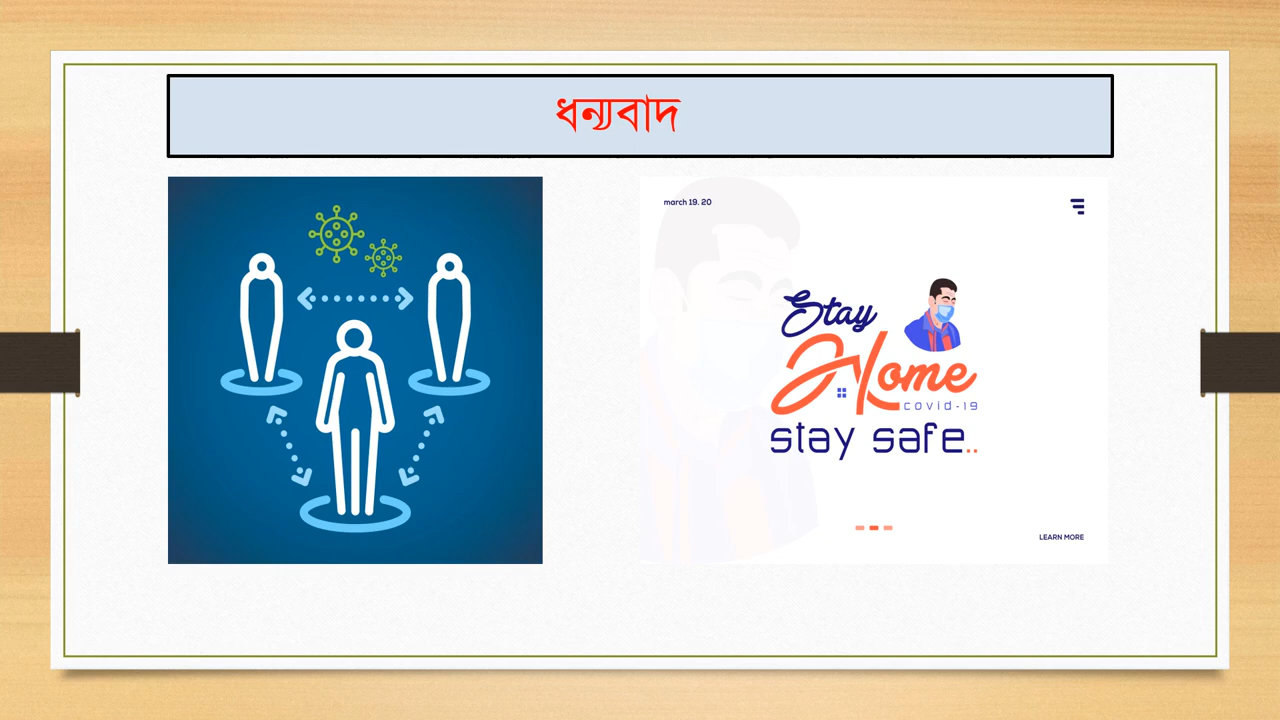 ধন্যবাদ
march 19. 20
Stay
Home
covid-19
stay safe..
LEARN MORE